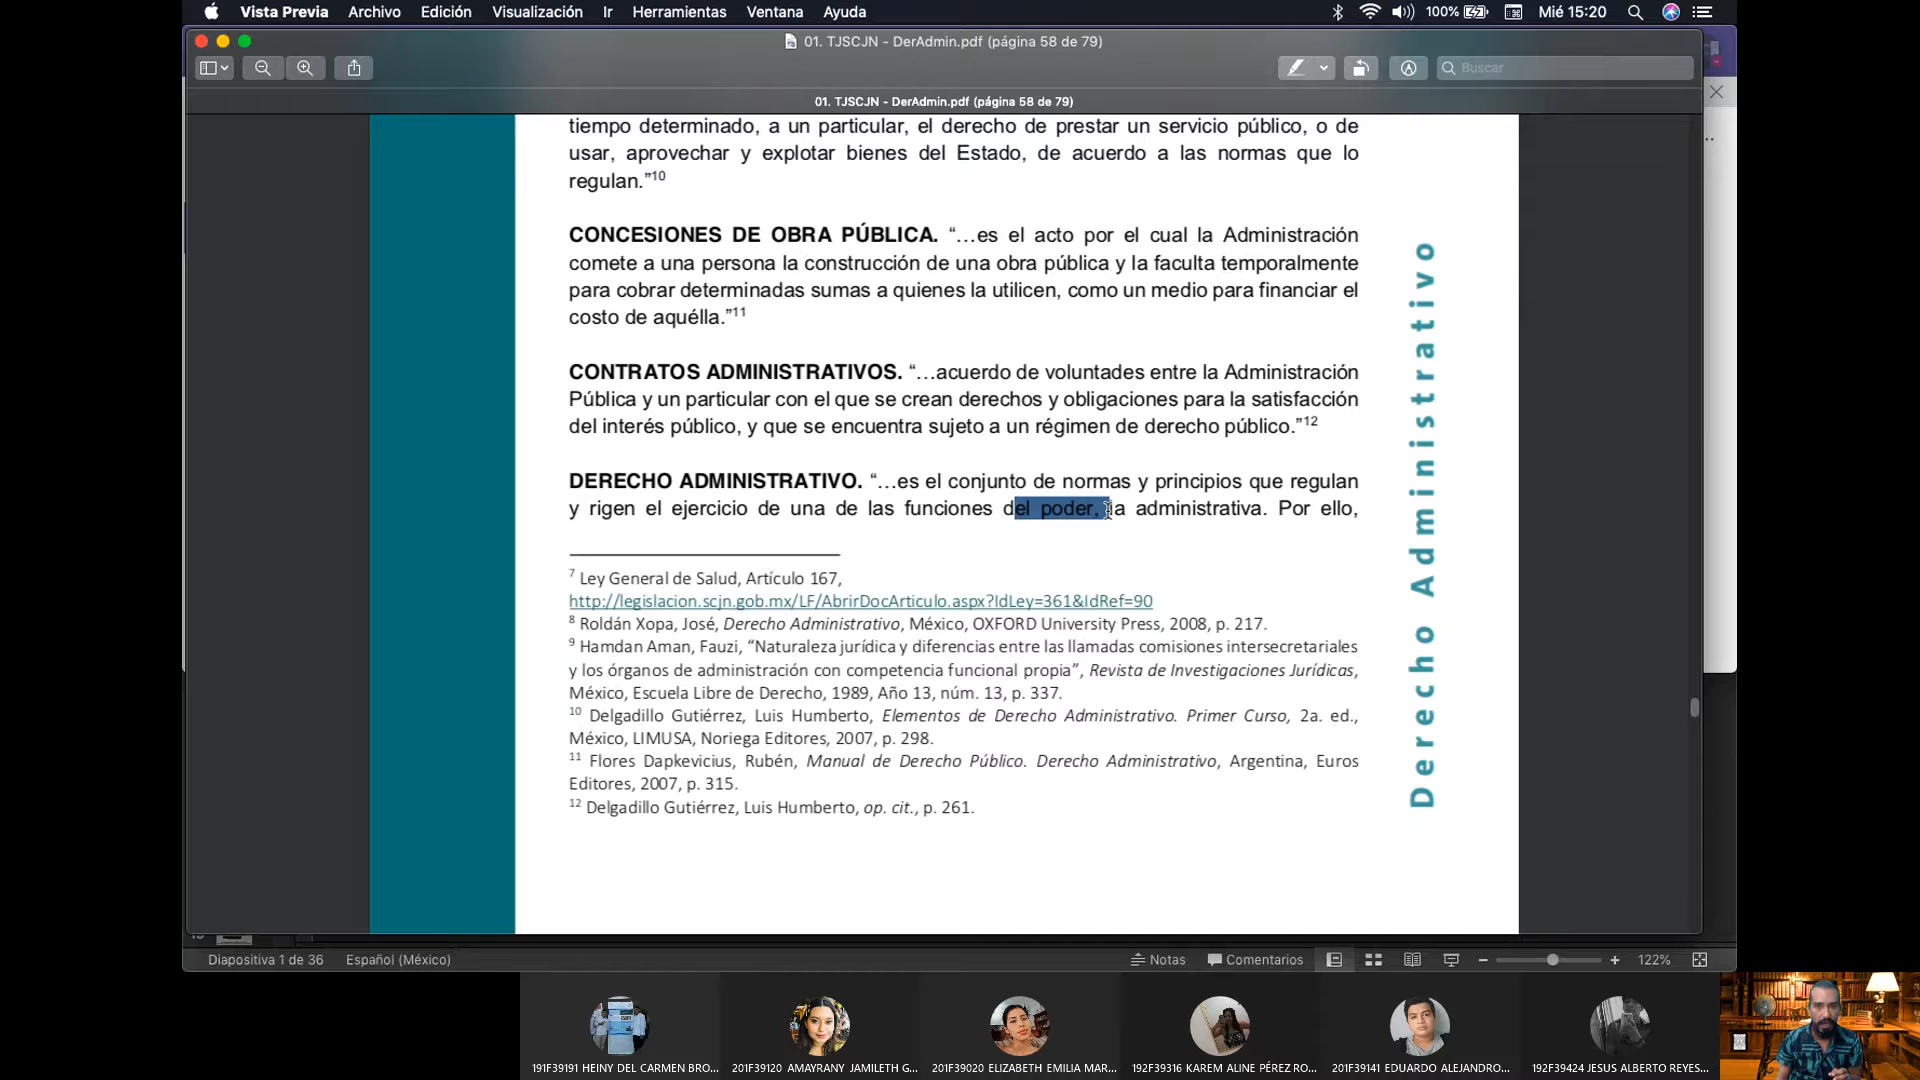 Vista Previa Archivo Edición Visualización Ir Herramientas Ventana Ayuda 100% Mié 15:20
01. TJSCJN - DerAdmin.pdf (página 58 de 79)
Buscar
01. TJSCJN - DerAdmin.pdf (página 58 de 79)
tiempo determinado, a un particular, el derecho de prestar un servicio público, o de
usar, aprovechar y explotar bienes del Estado, de acuerdo a las normas que lo
regulan.”10
CONCESIONES DE OBRA PÚBLICA. “…es el acto por el cual la Administración
comete a una persona la construcción de una obra pública y la faculta temporalmente
para cobrar determinadas sumas a quienes la utilicen, como un medio para financiar el
costo de aquélla.”11
CONTRATOS ADMINISTRATIVOS. “…acuerdo de voluntades entre la Administración
Pública y un particular con el que se crean derechos y obligaciones para la satisfacción
del interés público, y que se encuentra sujeto a un régimen de derecho público.”12
DERECHO ADMINISTRATIVO. “…es el conjunto de normas y principios que regulan
y rigen el ejercicio de una de las funciones del poder, la administrativa. Por ello,
7 Ley General de Salud, Artículo 167,
http://legislacion.scjn.gob.mx/LF/AbrirDocArticulo.aspx?IdLey=361&IdRef=90
8 Roldán Xopa, José, Derecho Administrativo, México, OXFORD University Press, 2008, p. 217.
9 Hamdan Aman, Fauzi, “Naturaleza jurídica y diferencias entre las llamadas comisiones intersecretariales
y los órganos de administración con competencia funcional propia”, Revista de Investigaciones Jurídicas,
México, Escuela Libre de Derecho, 1989, Año 13, núm. 13, p. 337.
10 Delgadillo Gutiérrez, Luis Humberto, Elementos de Derecho Administrativo. Primer Curso, 2a. ed.,
México, LIMUSA, Noriega Editores, 2007, p. 298.
11 Flores Dapkevicius, Rubén, Manual de Derecho Público. Derecho Administrativo, Argentina, Euros
Editores, 2007, p. 315.
12 Delgadillo Gutiérrez, Luis Humberto, op. cit., p. 261.
Derecho Administrativo
Diapositiva 1 de 36 Español (México) Notas Comentarios 122%
191F39191 HEINY DEL CARMEN BRO...
201F39120 AMAYRANY JAMILETH G...
201F39020 ELIZABETH EMILIA MAR...
192F39316 KAREM ALINE PÉREZ RO...
201F39141 EDUARDO ALEJANDRO...
192F39424 JESUS ALBERTO REYES...